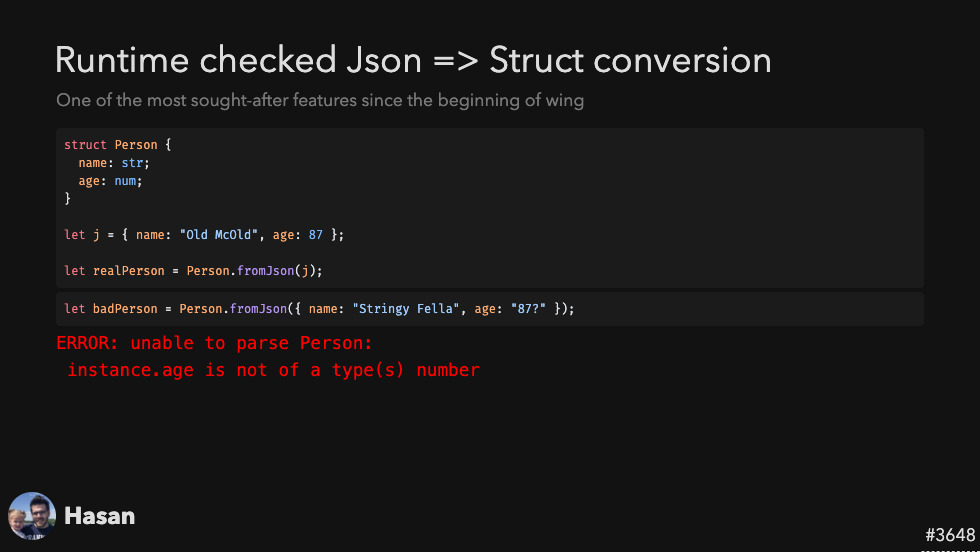 Runtime checked Json => Struct conversion
One of the most sought-after features since the beginning of wing
struct Person {
  name: str;
  age: num;
}
let j = { name: "Old McOld", age: 87 };
let realPerson = Person.fromJson(j);
let badPerson = Person.fromJson({ name: "Stringy Fella", age: "87?" });
ERROR: unable to parse Person:
 instance.age is not of a type(s) number
Hasan
#3648